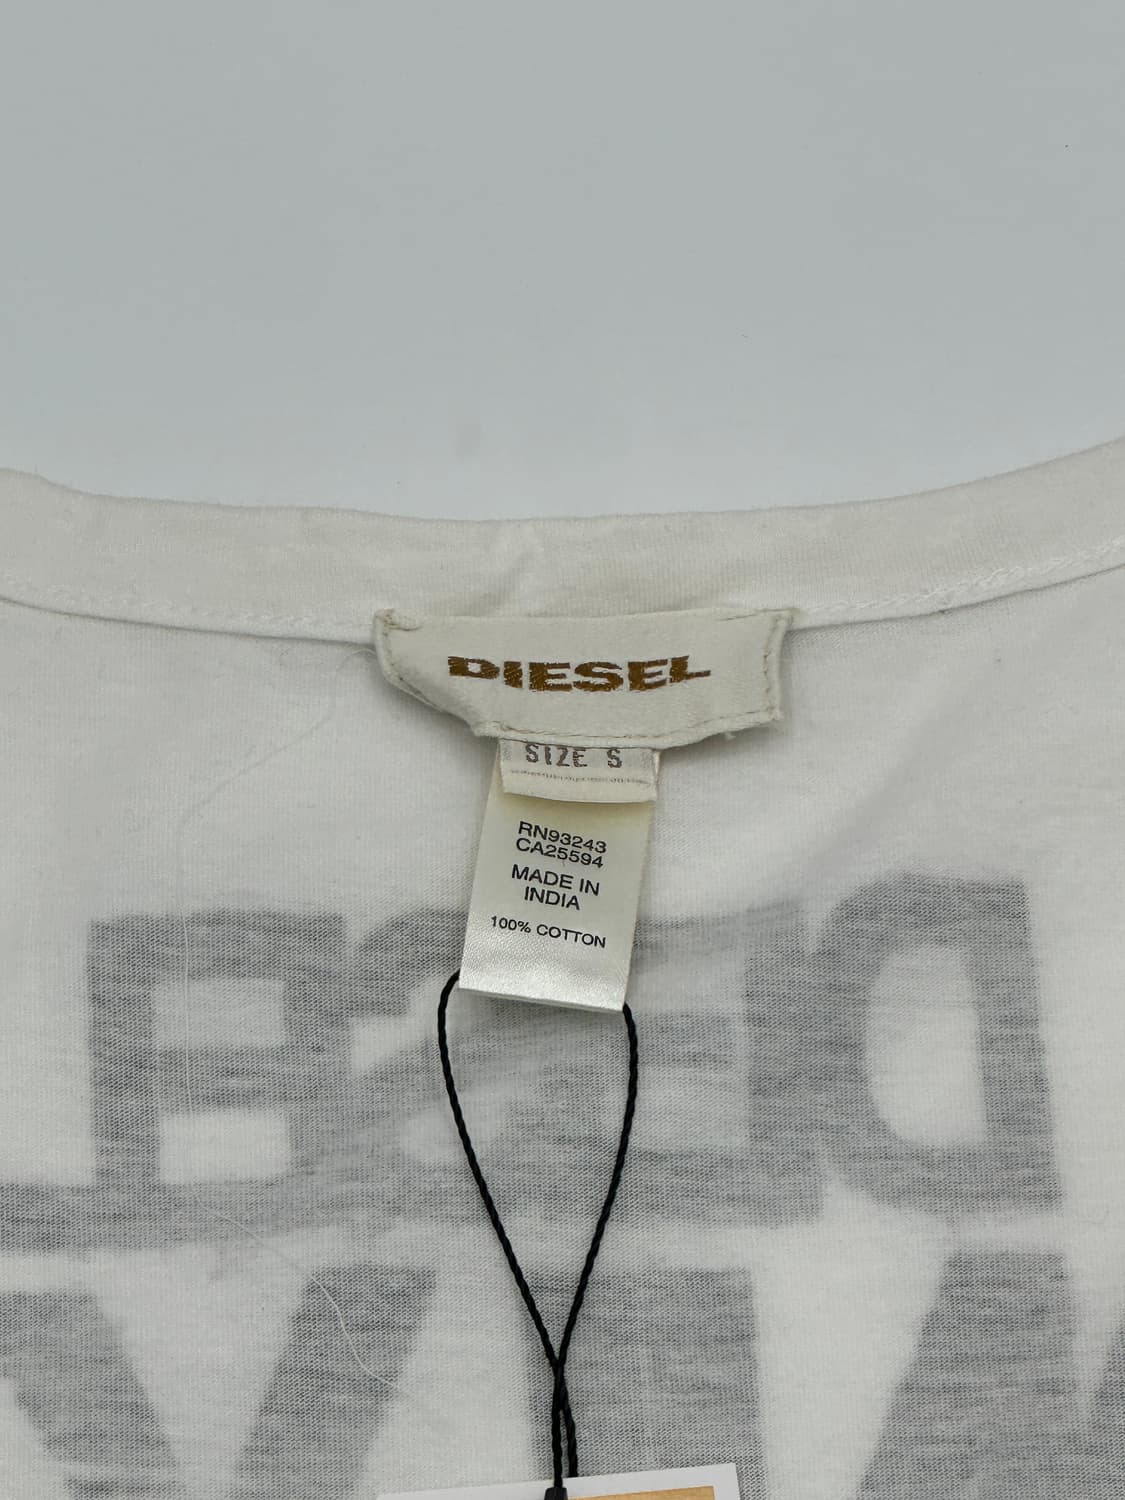 DIESEL
SIZE S
RN93243
CA25594
MADE IN
INDIA
100% COTTON